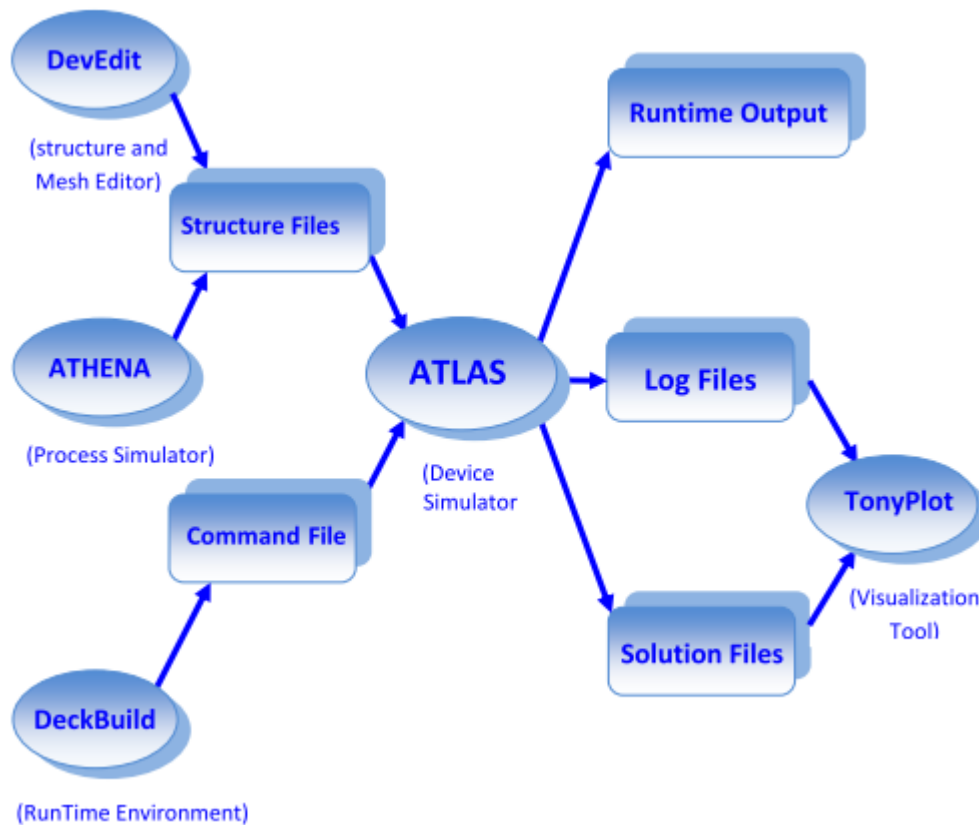 DevEdit
(structure and
Mesh Editor)
Runtime Output
Structure Files
ATHENA
(Process Simulator)
ATLAS
(Device
Simulator
Log Files
Command File
TonyPlot
(Visualization
Tool)
Solution Files
DeckBuild
(RunTime Environment)